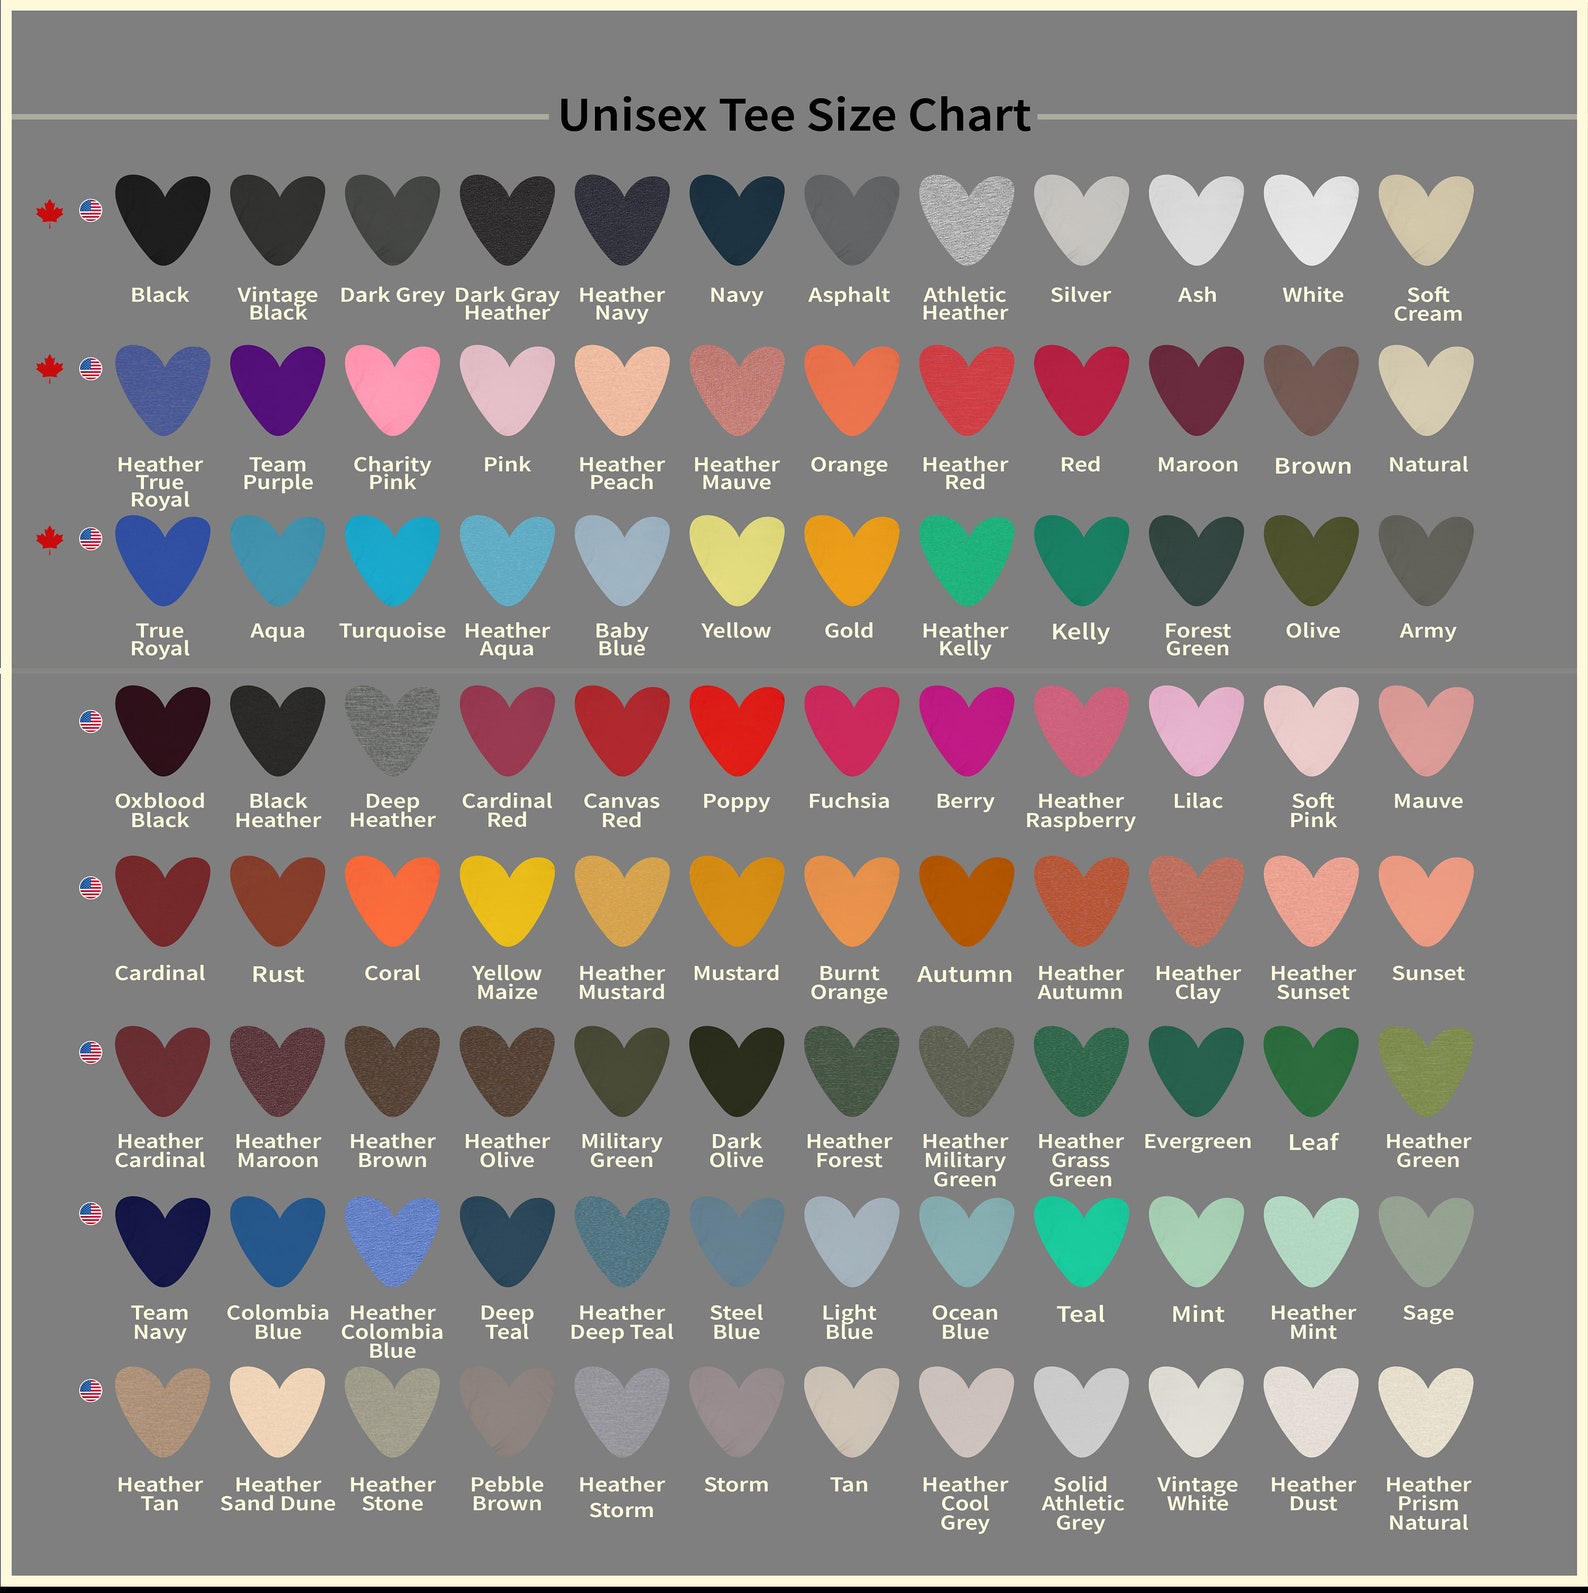 Unisex Tee Size Chart
Black
Vintage
Black
Dark Grey
Dark Gray
Heather
Heather
Navy
Navy
Asphalt
Athletic
Heather
Silver
Ash
White
Soft
Cream
Heather
True
Royal
Team
Purple
Charity
Pink
Pink
Heather
Peach
Heather
Mauve
Orange
Heather
Red
Red
Maroon
Brown
Natural
True
Royal
Aqua
Turquoise
Heather
Aqua
Baby
Blue
Yellow
Gold
Heather
Kelly
Kelly
Forest
Green
Olive
Army
Oxblood
Black
Black
Heather
Deep
Heather
Cardinal
Red
Canvas
Red
Poppy
Fuchsia
Berry
Heather
Raspberry
Lilac
Soft
Pink
Mauve
Cardinal
Rust
Coral
Yellow
Maize
Heather
Mustard
Mustard
Burnt
Orange
Autumn
Heather
Autumn
Heather
Clay
Heather
Sunset
Sunset
Heather
Cardinal
Heather
Maroon
Heather
Brown
Heather
Olive
Military
Green
Dark
Olive
Heather
Forest
Heather
Military
Green
Heather
Grass
Green
Evergreen
Leaf
Heather
Green
Team
Navy
Colombia
Blue
Heather
Colombia
Blue
Deep
Teal
Heather
Deep Teal
Steel
Blue
Light
Blue
Ocean
Blue
Teal
Mint
Heather
Mint
Sage
Heather
Tan
Heather
Sand Dune
Heather
Stone
Pebble
Brown
Heather
Storm
Storm
Tan
Heather
Cool
Grey
Solid
Athletic
Grey
Vintage
White
Heather
Dust
Heather
Prism
Natural